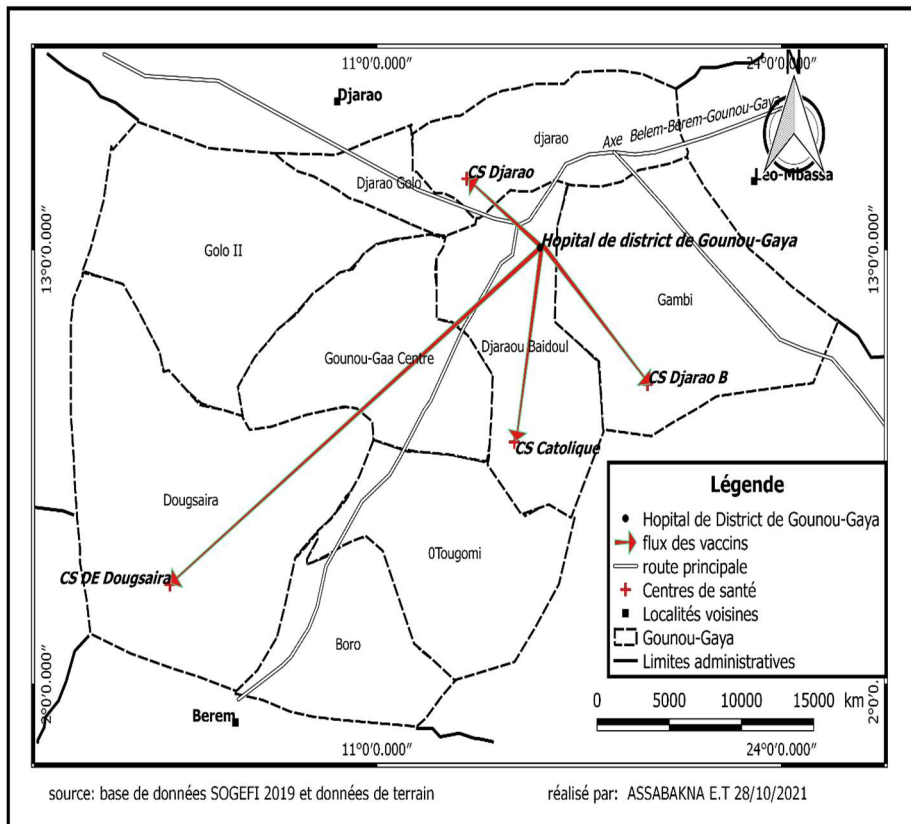 11°0'0.000"
24°0'0.000"
N
Djarao
djarao
Axe Belem-Berem-Gounou-Gaya
Léo-Mbassa
CS Djarao
Djarao Golo
Golo II
Hopital de district de Gounou-Gaya
13°0'0.000"
13°0'0.000"
Gambi
Gounou-Gaa Centre
Djaraou Baidoul
CS Djarao B
CS Catolique
Dougsaira
0Tougomi
CS DE Dougsaira
Boro
Berem
2°0'0.000"
2°0'0.
Légende
Hopital de District de Gounou-Gaya
flux des vaccins
route principale
Centres de santé
Localités voisines
Gounou-Gaya
Limites administratives
0 5000 10000 15000 km
11°0'0.000"
24°0'0.000"
source: base de données SOGEFI 2019 et données de terrain
réalisé par: ASSABAKNA E.T 28/10/2021